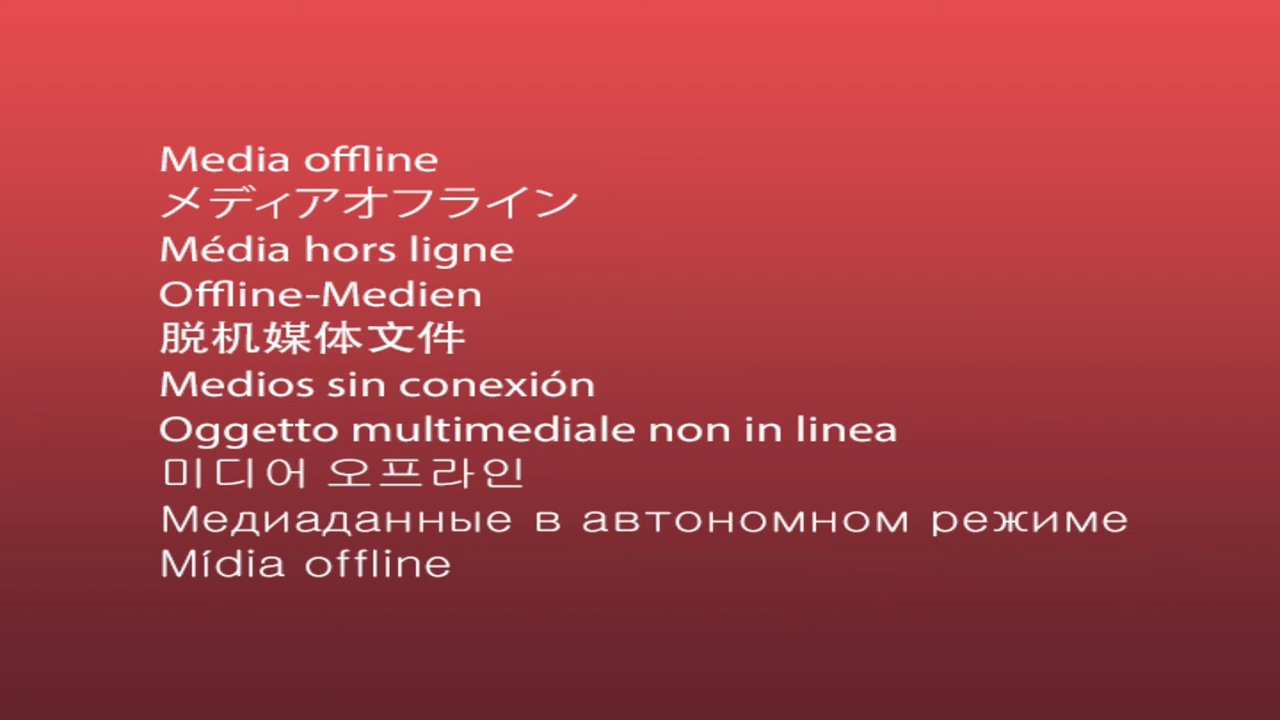 Media offline
メディアオフライン
Média hors ligne
Offline-Medien
脱机媒体文件
Medios sin conexión
Oggetto multimediale non in linea
미디어 오프라인
Медиаданные в автономном режиме
Mídia offline